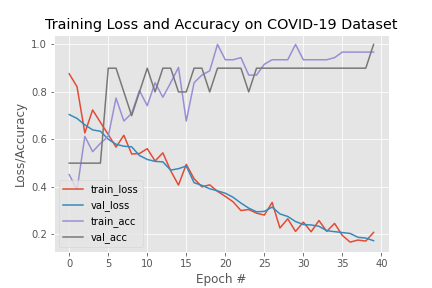 Training Loss and Accuracy on COVID-19 Dataset
Loss/Accuracy
1.0
0.8
0.6
0.4
0.2
train_loss
val_loss
train_acc
val_acc
0 5 10 15 20 25 30 35 40
Epoch #